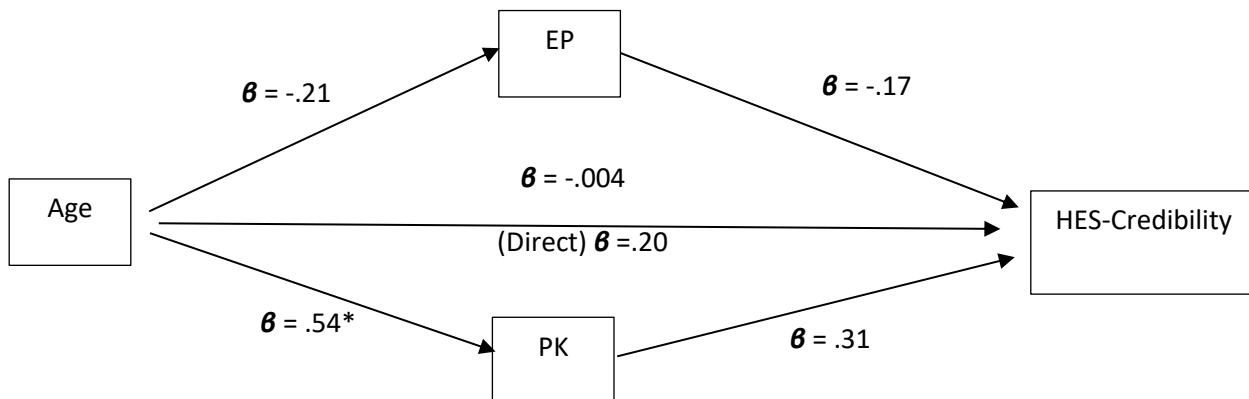 EP
𝞫 = -.21
𝞫 = -.17
𝞫 = -.004
Age
HES-Credibility
(Direct) 𝞫 =.20
𝞫 = .54*
PK
𝞫 = .31